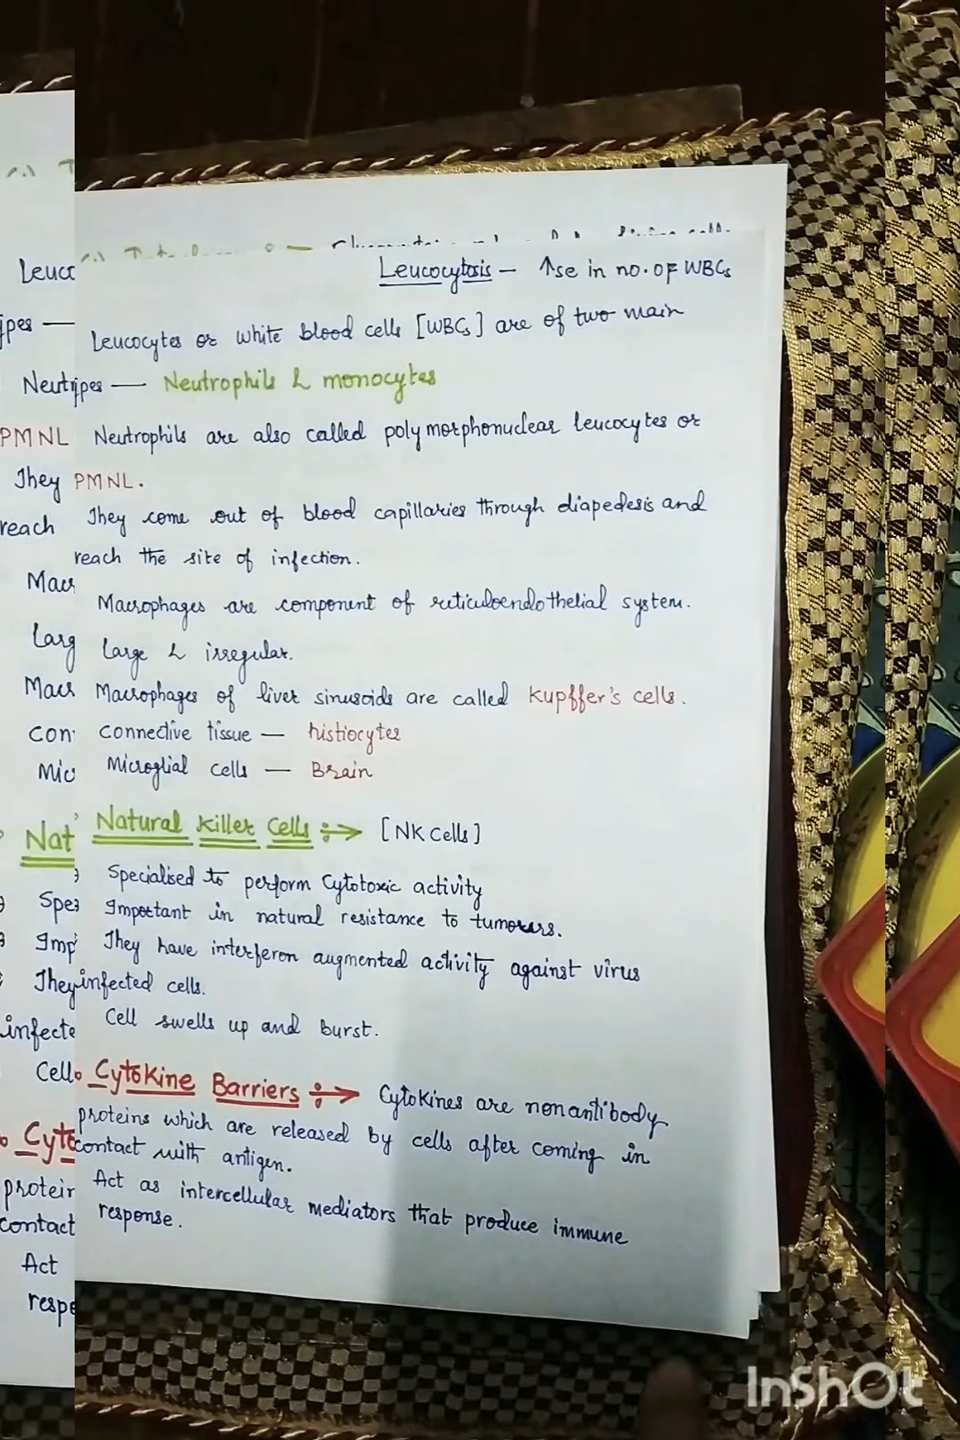 Leucocytosis — ↑se in no. of WBCs
Leucocytes or white blood cells [WBCs] are of two main
types — Neutrophils & monocytes
Neutrophils are also called polymorphonuclear leucocytes or
PMNL.
They come out of blood capillaries through diapedesis and
reach the site of infection.
Macrophages are component of reticuloendothelial system.
Large & irregular.
Macrophages of liver sinusoids are called Kupffer's cells.
Connective tissue — histiocytes
Microglial cells — Brain
Natural Killer Cells [NK Cells]
Specialised to perform Cytotoxic activity
Important in natural resistance to tumours.
They have interferon augmented activity against virus
infected cells.
Cell swells up and burst.
Cytokine Barriers Cytokines are nonantibody
proteins which are released by cells after coming in
contact with antigen.
Act as intercellular mediators that produce immune
response.
InShOt